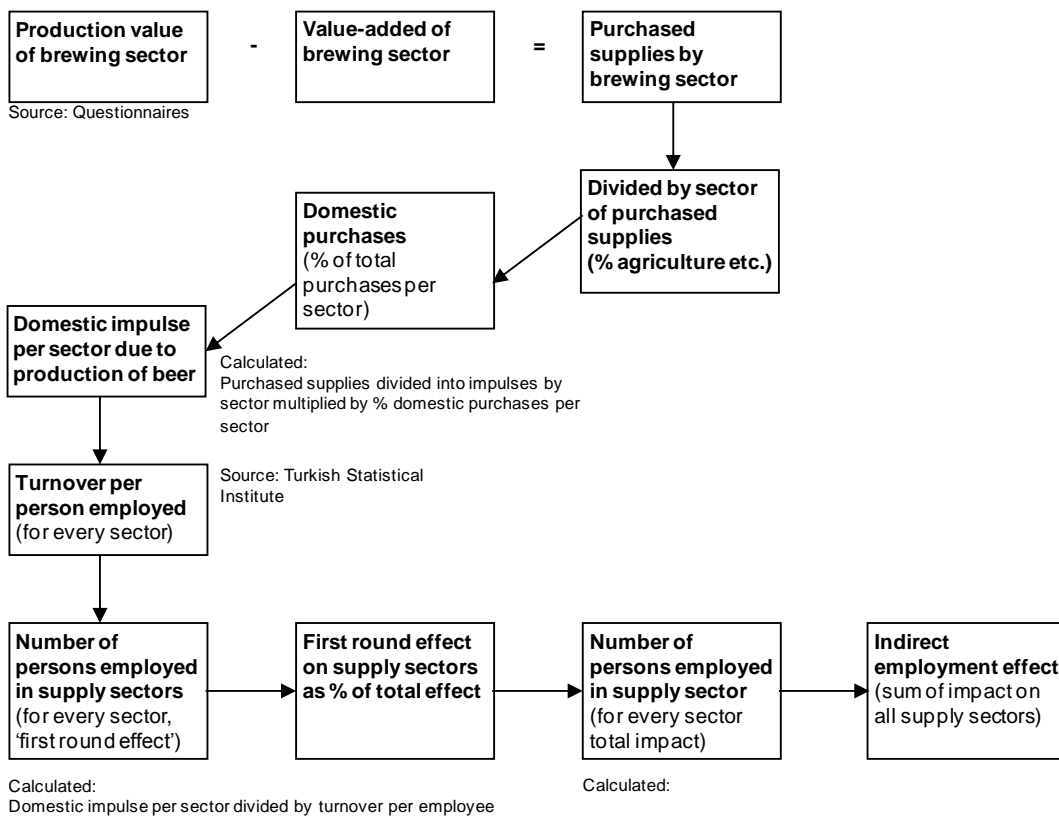 Production value
of brewing sector
-
Value-added of
brewing sector
=
Purchased
supplies by
brewing sector
Source: Questionnaires
Divided by sector
of purchased
supplies
(% agriculture etc.)
Domestic
purchases
(% of total
purchases per
sector)
Domestic impulse
per sector due to
production of beer
Calculated:
Purchased supplies divided into impulses by
sector multiplied by % domestic purchases per
sector
Turnover per
person employed
(for every sector)
Source: Turkish Statistical
Institute
Number of
persons employed
in supply sectors
(for every sector,
‘first round effect’)
First round effect
on supply sectors
as % of total effect
Number of
persons employed
in supply sector
(for every sector
total impact)
Indirect
employment effect
(sum of impact on
all supply sectors)
Calculated:
Domestic impulse per sector divided by turnover per employee
Calculated: